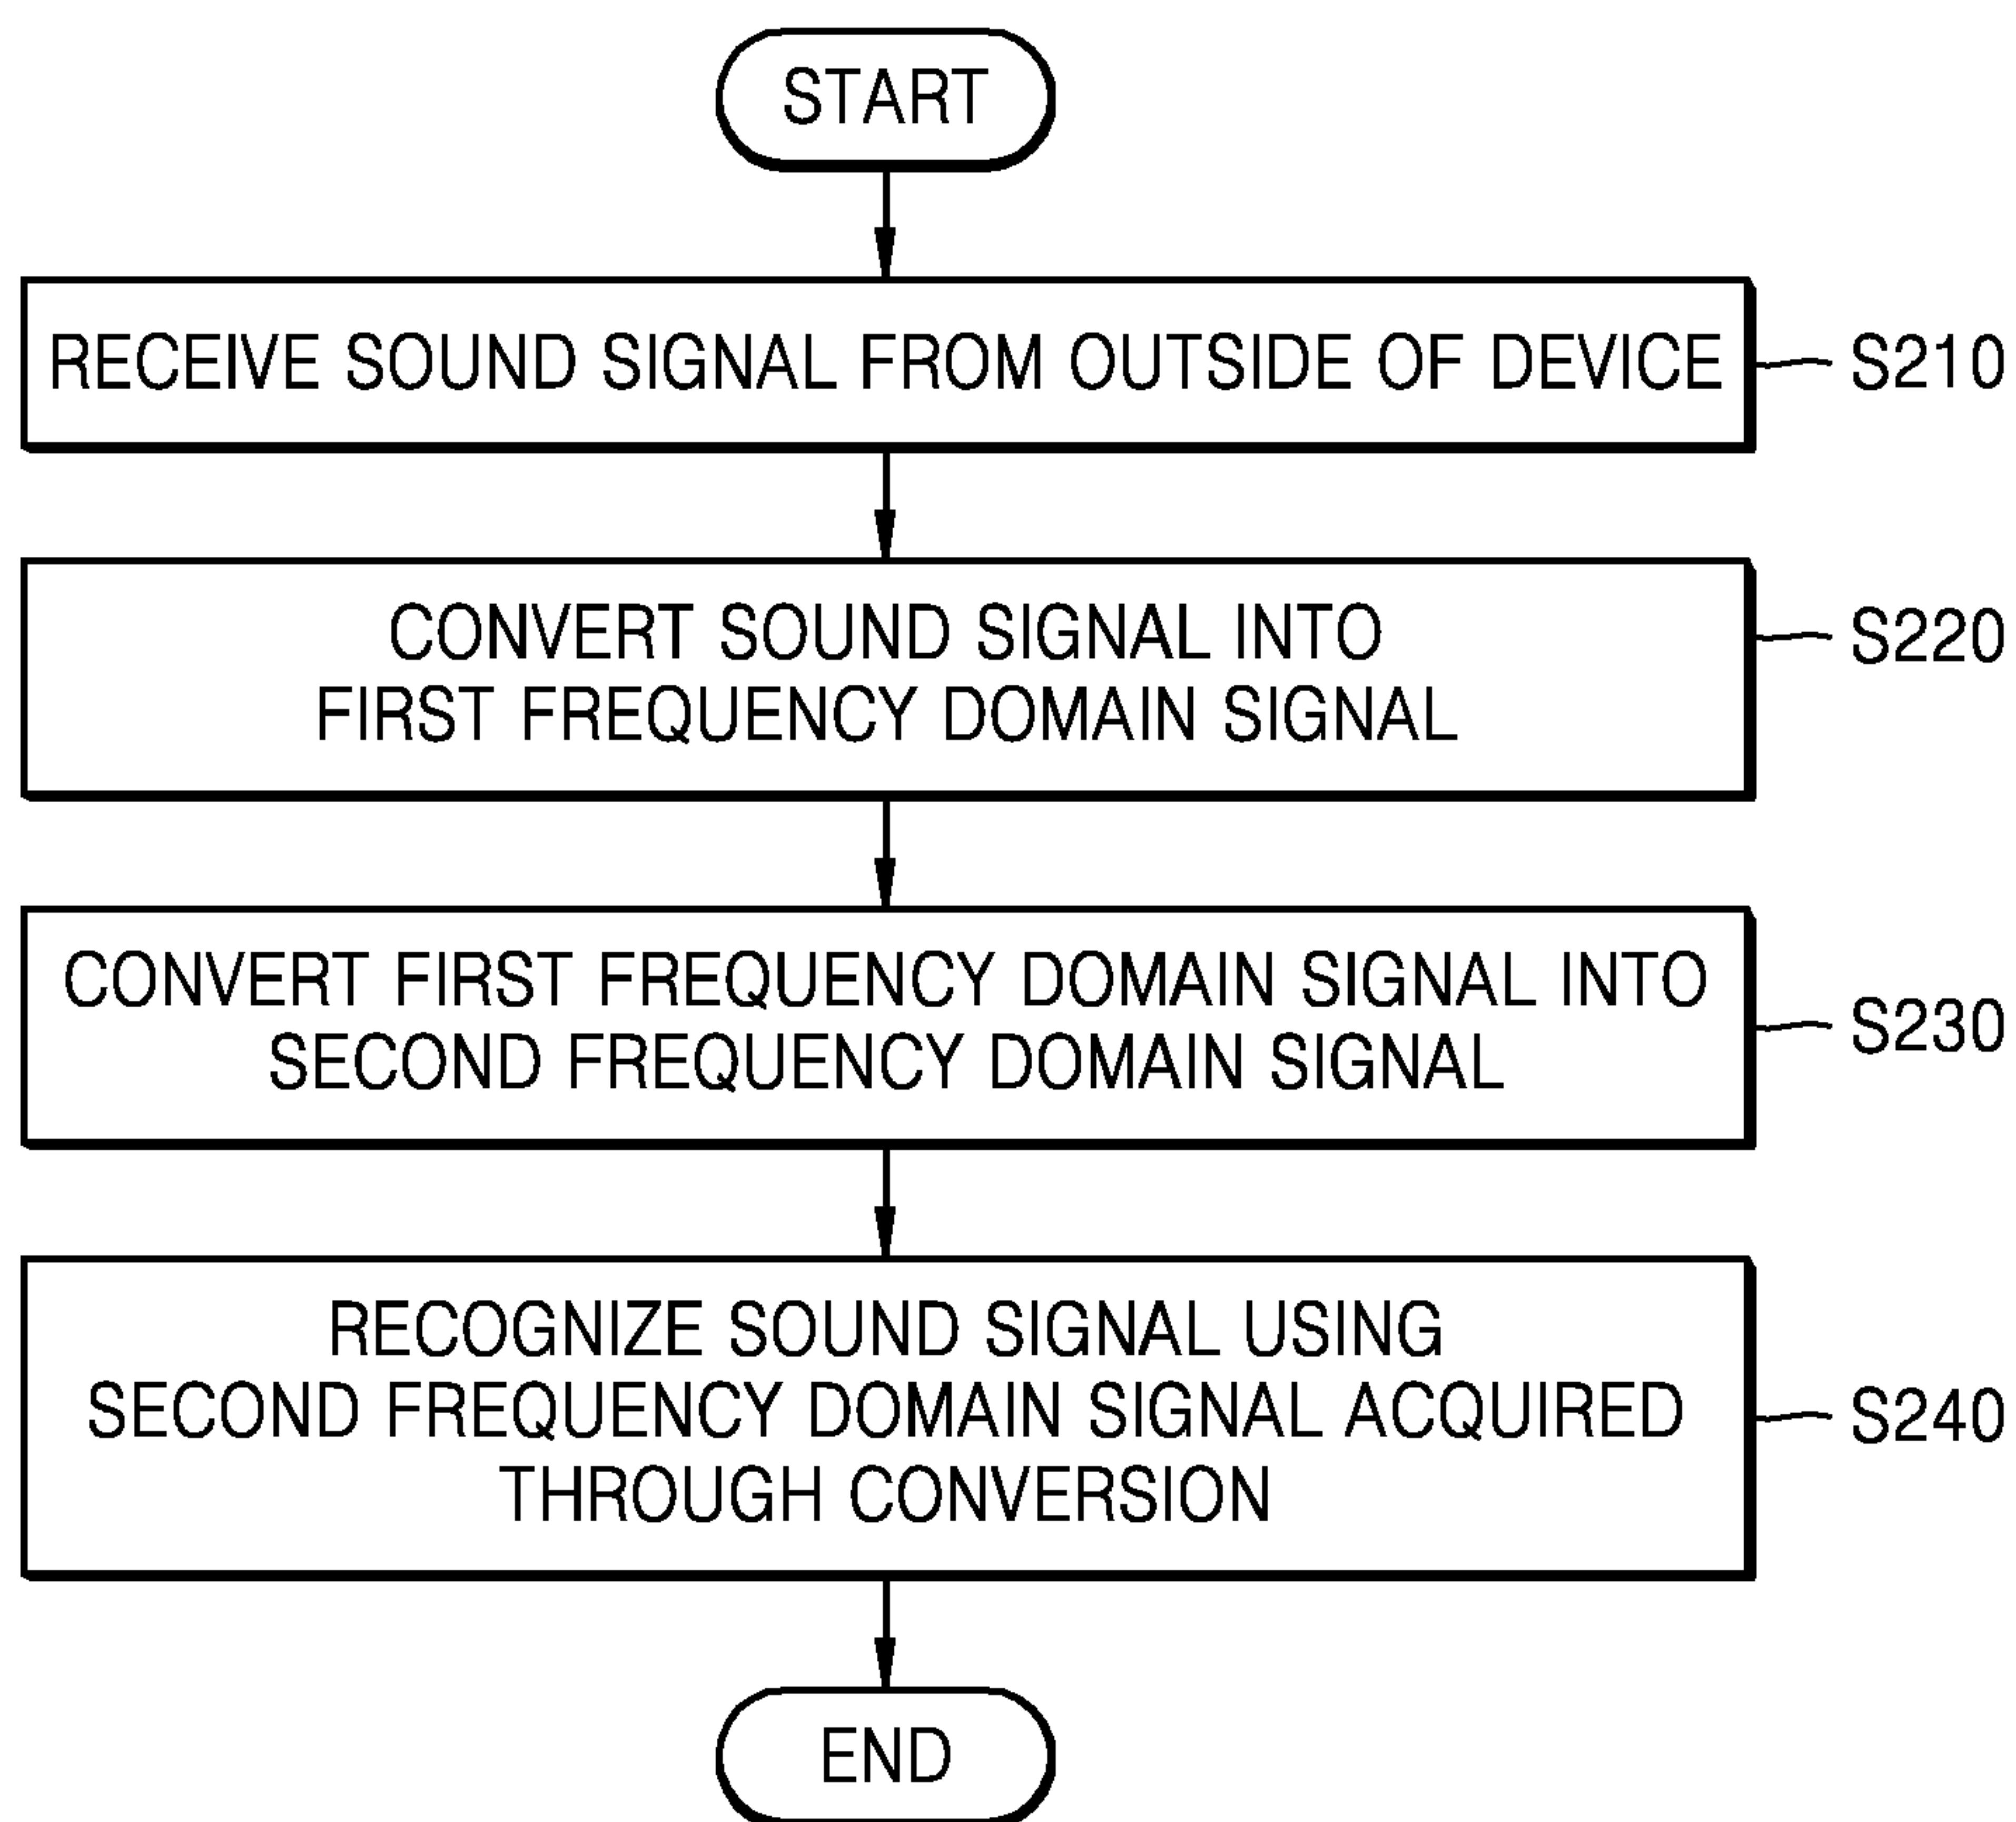 START
RECEIVE SOUND SIGNAL FROM OUTSIDE OF DEVICE
S210
CONVERT SOUND SIGNAL INTO
FIRST FREQUENCY DOMAIN SIGNAL
S220
CONVERT FIRST FREQUENCY DOMAIN SIGNAL INTO
SECOND FREQUENCY DOMAIN SIGNAL
S230
RECOGNIZE SOUND SIGNAL USING
SECOND FREQUENCY DOMAIN SIGNAL ACQUIRED
THROUGH CONVERSION
S240
END